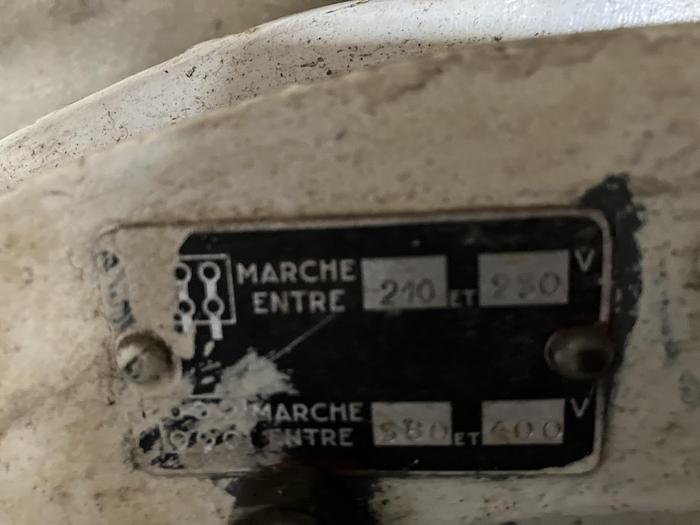 MARCHE 210 ET 230 V
ENTRE
MARCHE 380 ET 400 V
ENTRE